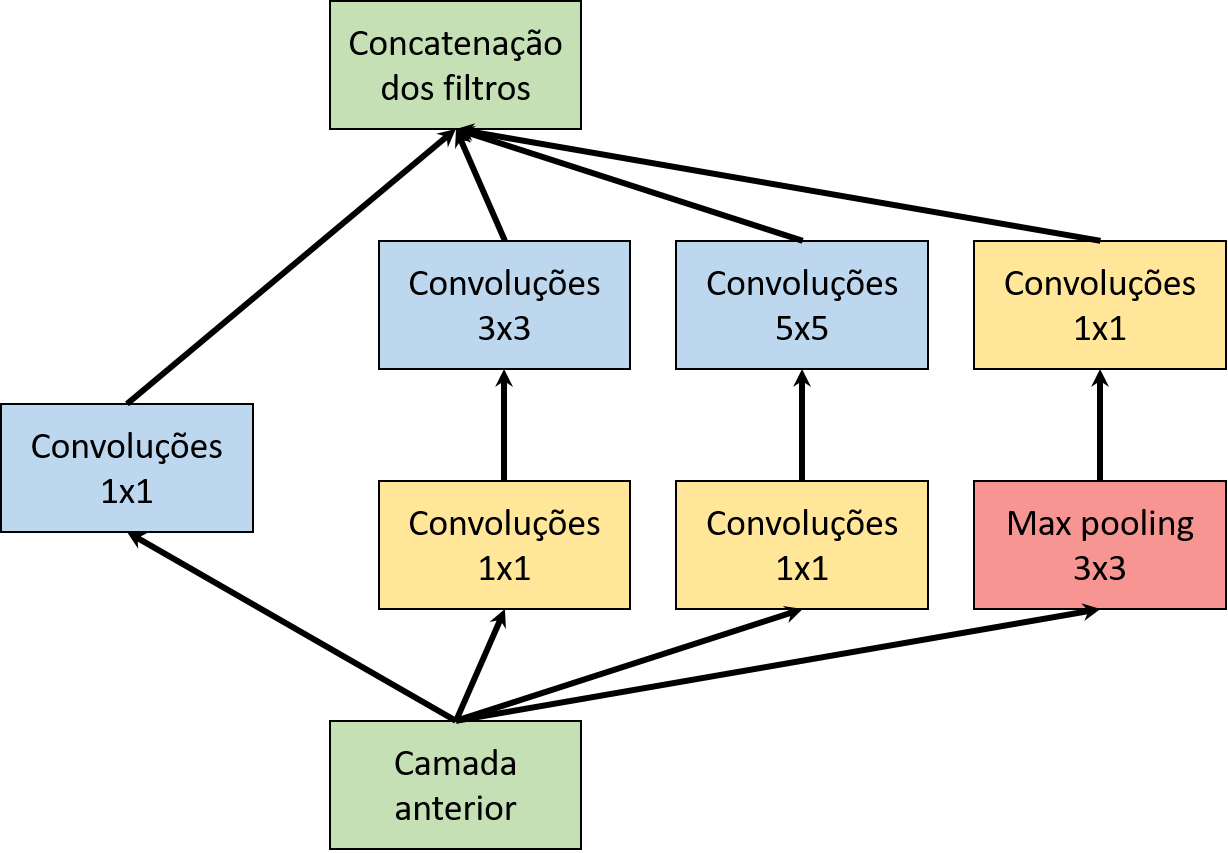 Concatenação
dos filtros
Convoluções
3x3
Convoluções
5x5
Convoluções
1x1
Convoluções
1x1
Convoluções
1x1
Convoluções
1x1
Max pooling
3x3
Camada
anterior